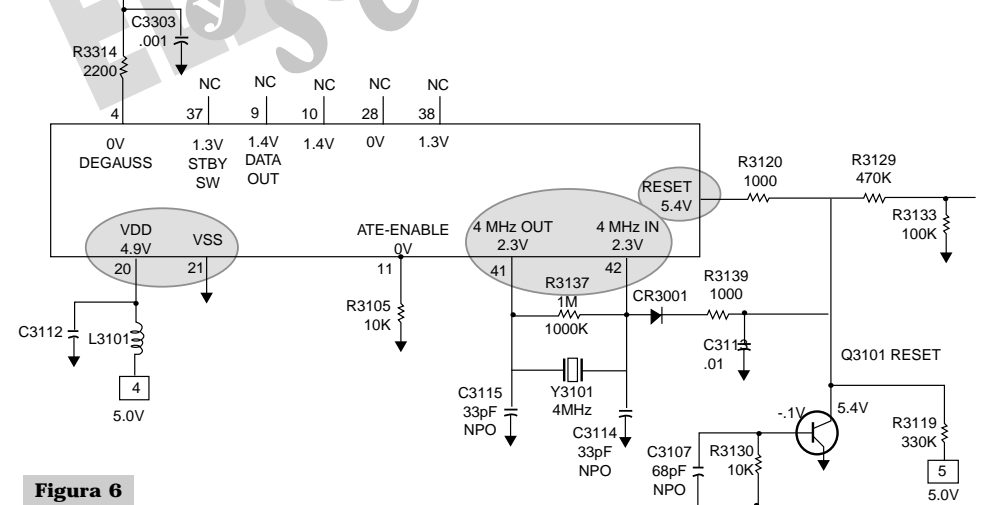 C3303
.001
R3314
2200
NC NC NC NC NC
4 37 9 10 28 38
0V
DEGAUSS
1.3V
STBY
SW
1.4V
DATA
OUT
1.4V
0V
1.3V
RESET
5.4V
R3120
1000
R3129
470K
R3133
100K
VDD
4.9V
VSS
20 21
ATE-ENABLE
0V
11
4 MHz OUT
2.3V
4 MHz IN
2.3V
41 42
R3105
10K
R3137
1M
1000K
CR3001
R3139
1000
C3112
L3101
4
5.0V
.01
Q3101 RESET
C3115
33pF
NPO
Y3101
4MHz
C3114
33pF
NPO
-.1V
5.4V
C3107
68pF
NPO
R3130
10K
R3119
330K
5
5.0V
Figura 6